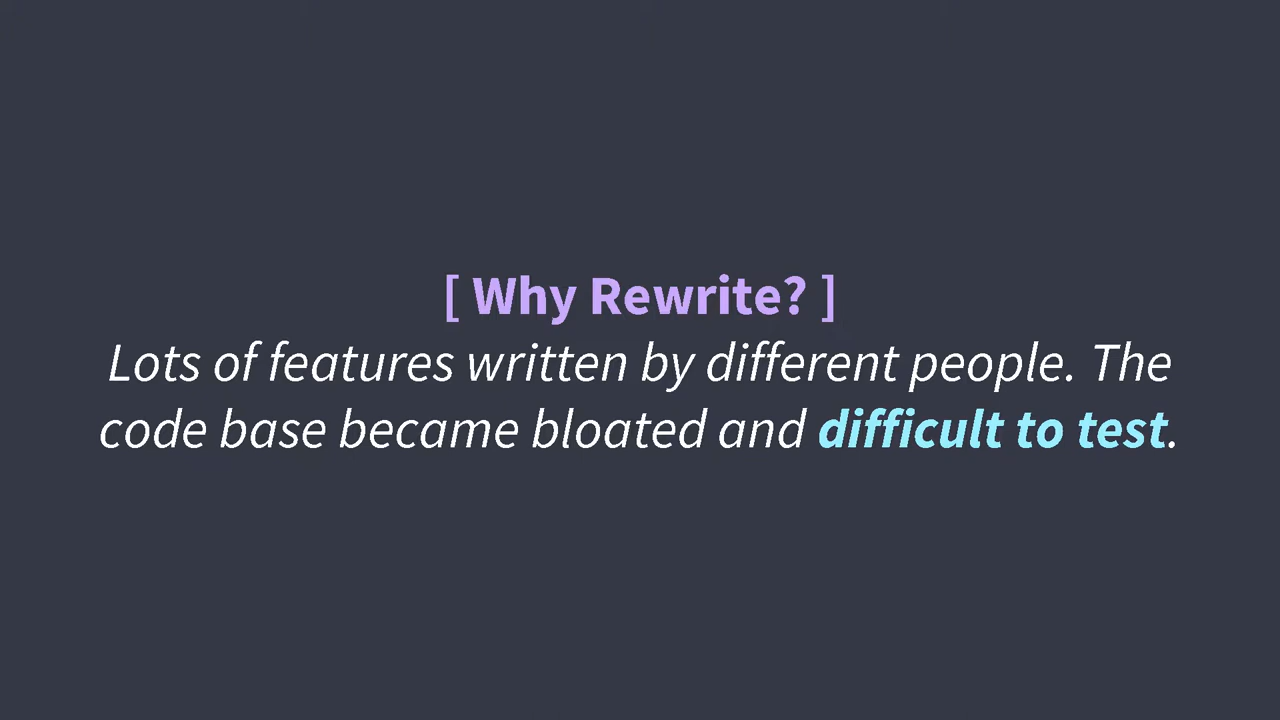 [ Why Rewrite? ]
Lots of features written by different people. The
code base became bloated and difficult to test.